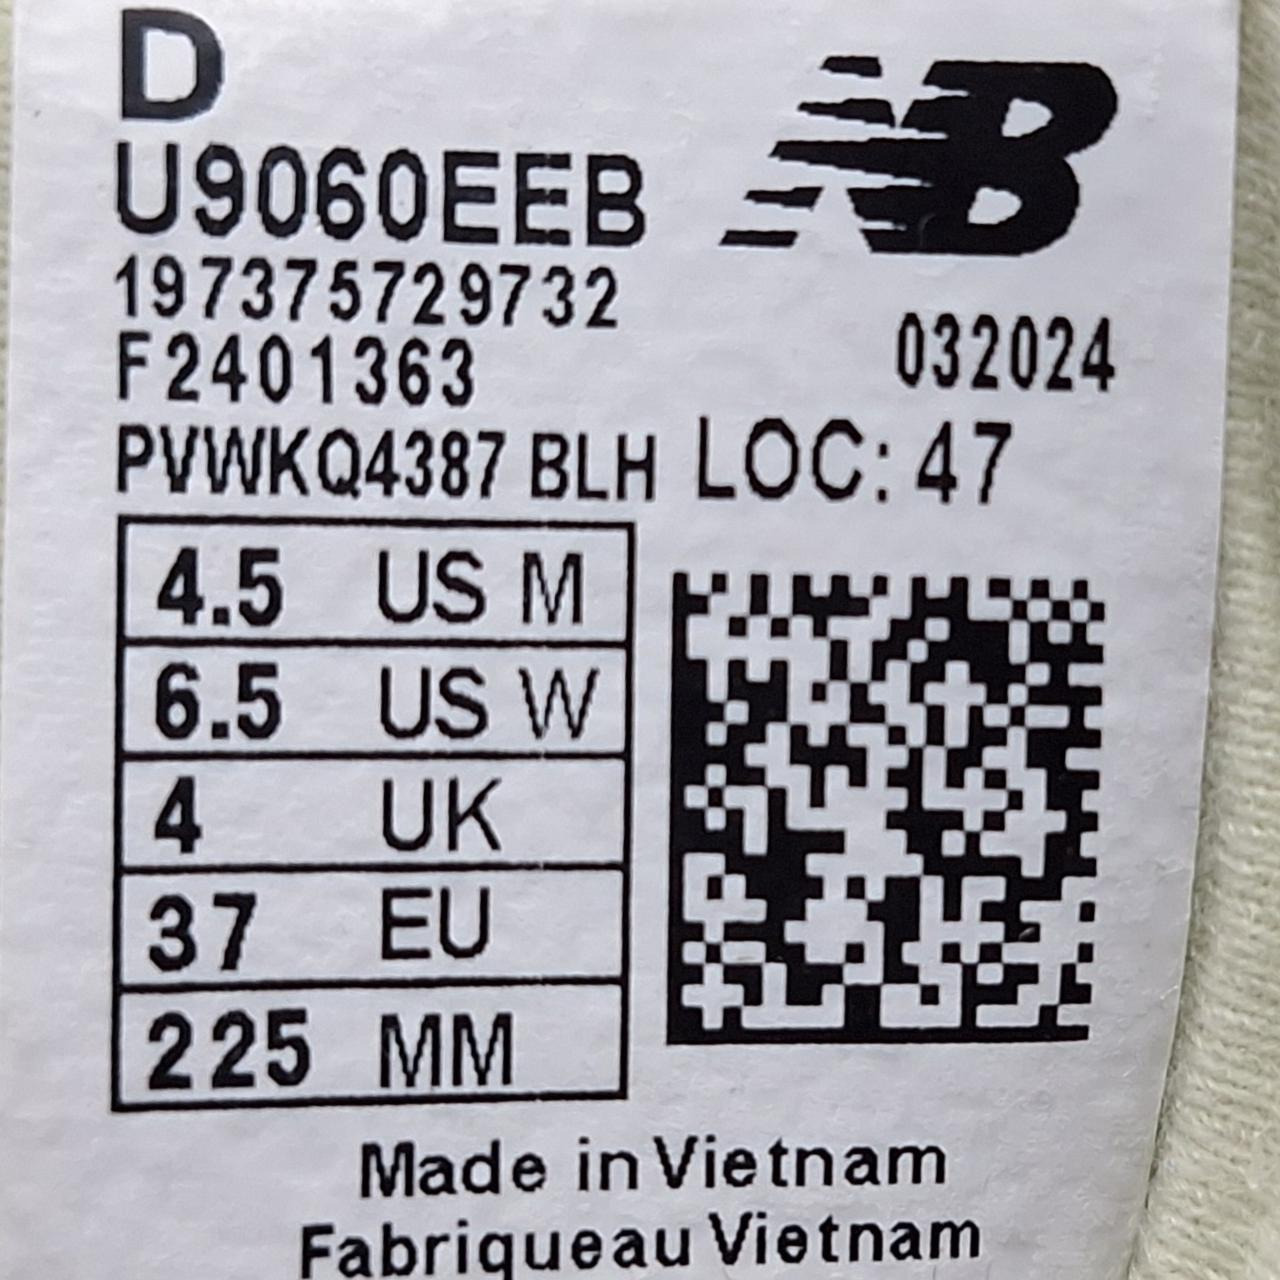 D
NB
U9060EEB
197375729732
F2401363
032024
PVWKQ4387 BLH LOC: 47
4.5 US M
6.5 US W
4 UK
37 EU
225 MM
Made in Vietnam
Fabriqueau Vietnam